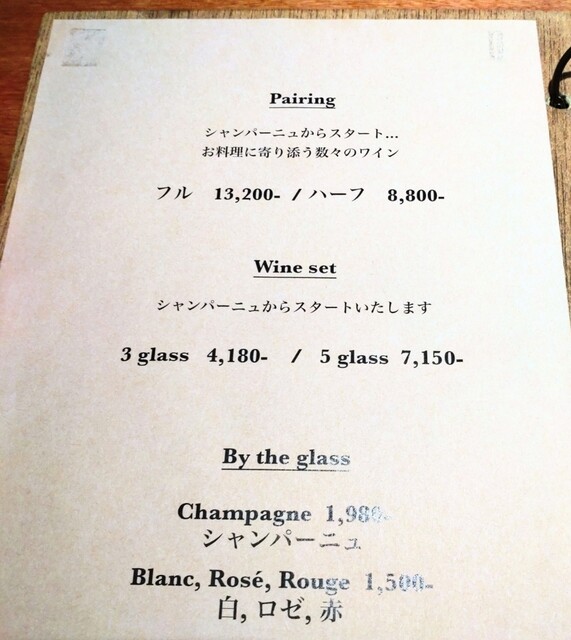 Pairing
シャンパーニュからスタート…
お料理に寄り添う数々のワイン
フル 13,200- / ハーフ 8,800-
Wine set
シャンパーニュからスタートいたします
3 glass 4,180- / 5 glass 7,150-
By the glass
Champagne 1,980-
シャンパーニュ
Blanc, Rosé, Rouge 1,500-
白, ロゼ, 赤